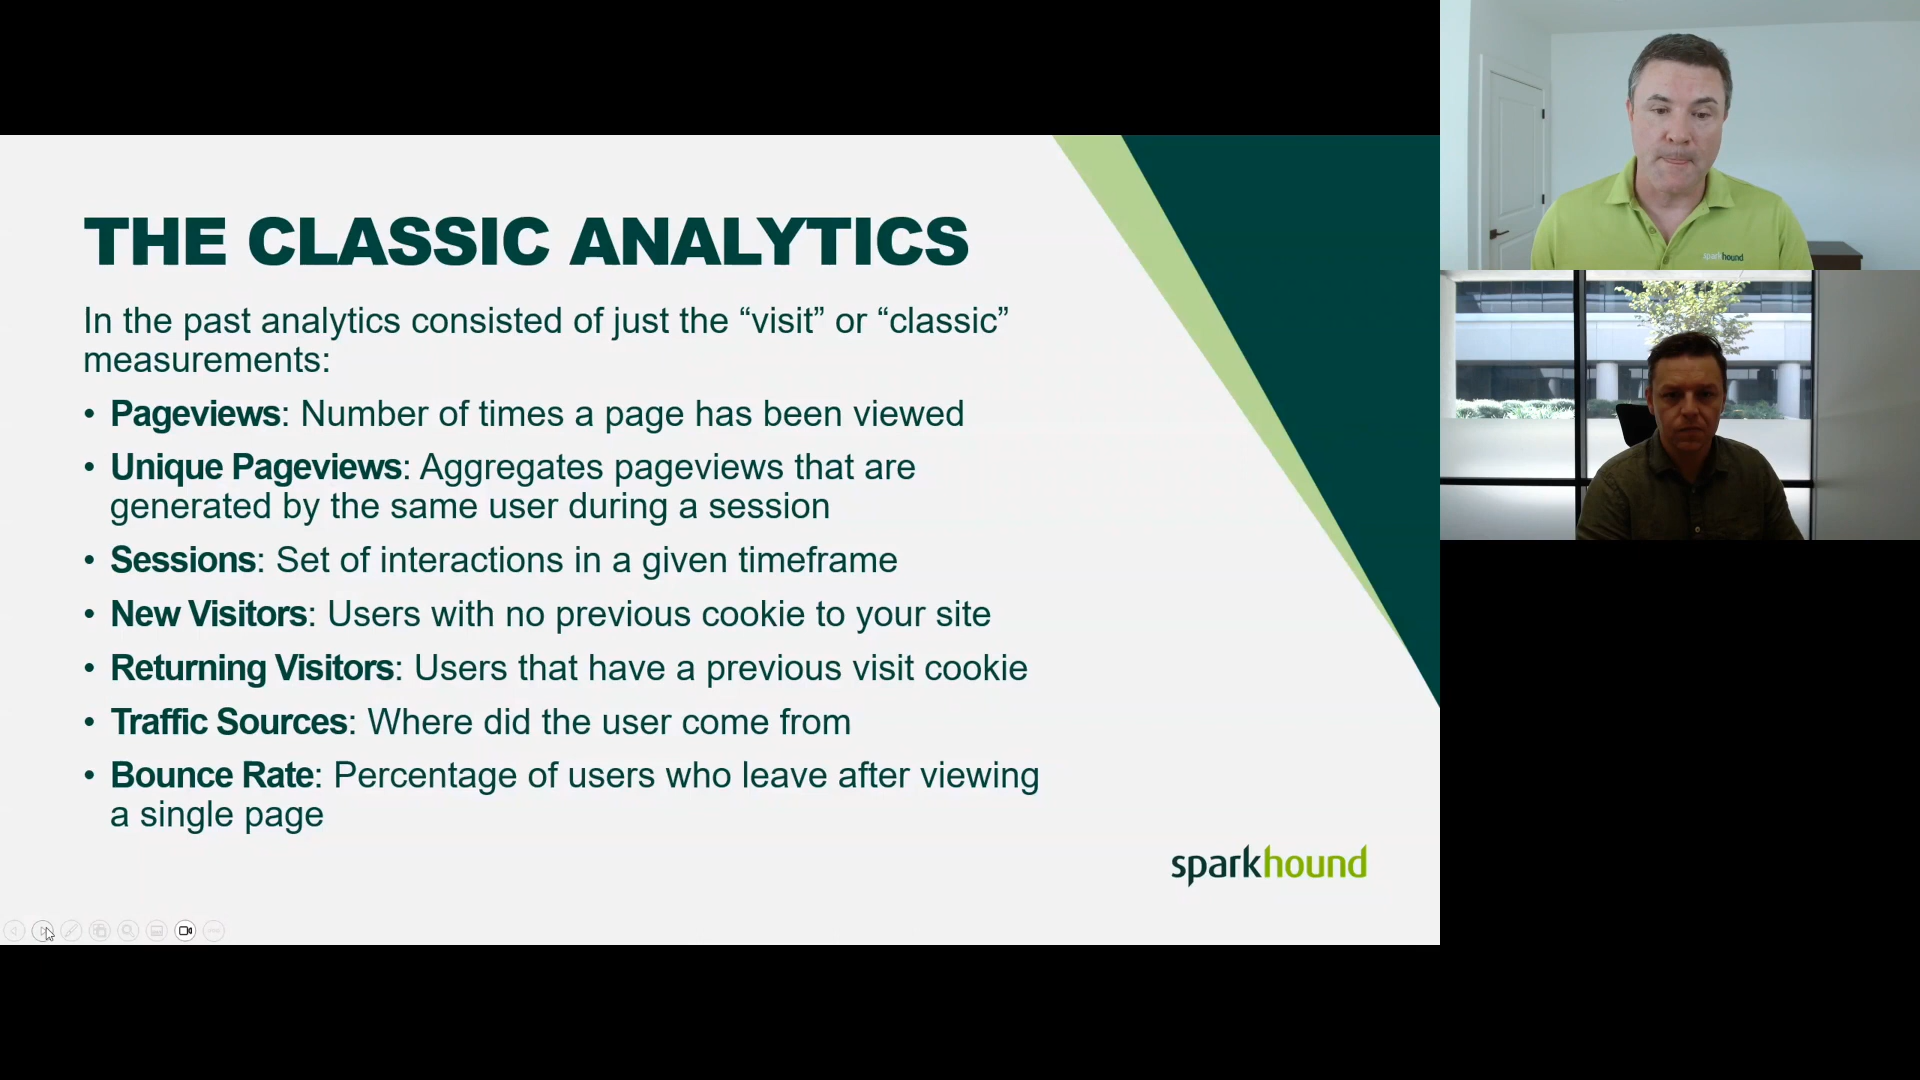 THE CLASSIC ANALYTICS
In the past analytics consisted of just the “visit” or “classic”
measurements:
• Pageviews: Number of times a page has been viewed
• Unique Pageviews: Aggregates pageviews that are
generated by the same user during a session
• Sessions: Set of interactions in a given timeframe
• New Visitors: Users with no previous cookie to your site
• Returning Visitors: Users that have a previous visit cookie
• Traffic Sources: Where did the user come from
• Bounce Rate: Percentage of users who leave after viewing
a single page
sparkhound
sparkhound